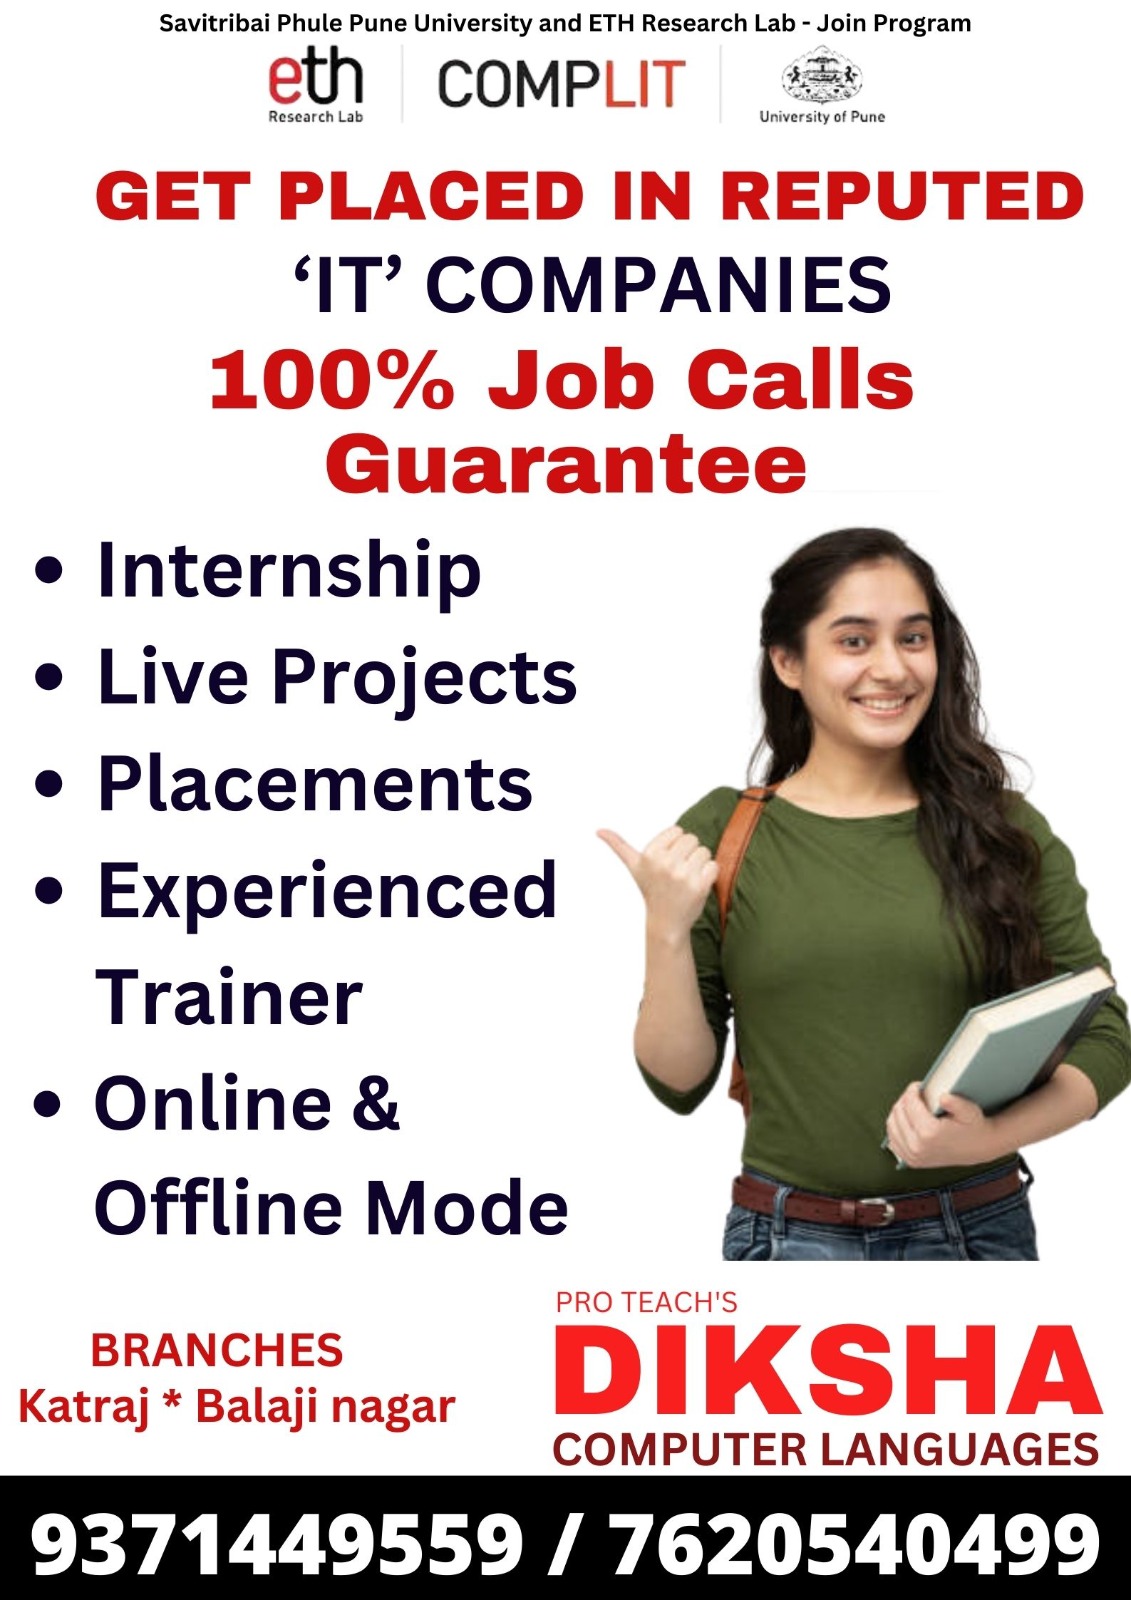 Savitribai Phule Pune University and ETH Research Lab - Join Program
eth
Research Lab
COMPLIT
University of Pune
GET PLACED IN REPUTED
‘IT’ COMPANIES
100% Job Calls
Guarantee
• Internship
• Live Projects
• Placements
• Experienced
Trainer
• Online &
Offline Mode
BRANCHES
Katraj * Balaji nagar
PRO TEACH'S
DIKSHA
COMPUTER LANGUAGES
9371449559 / 7620540499